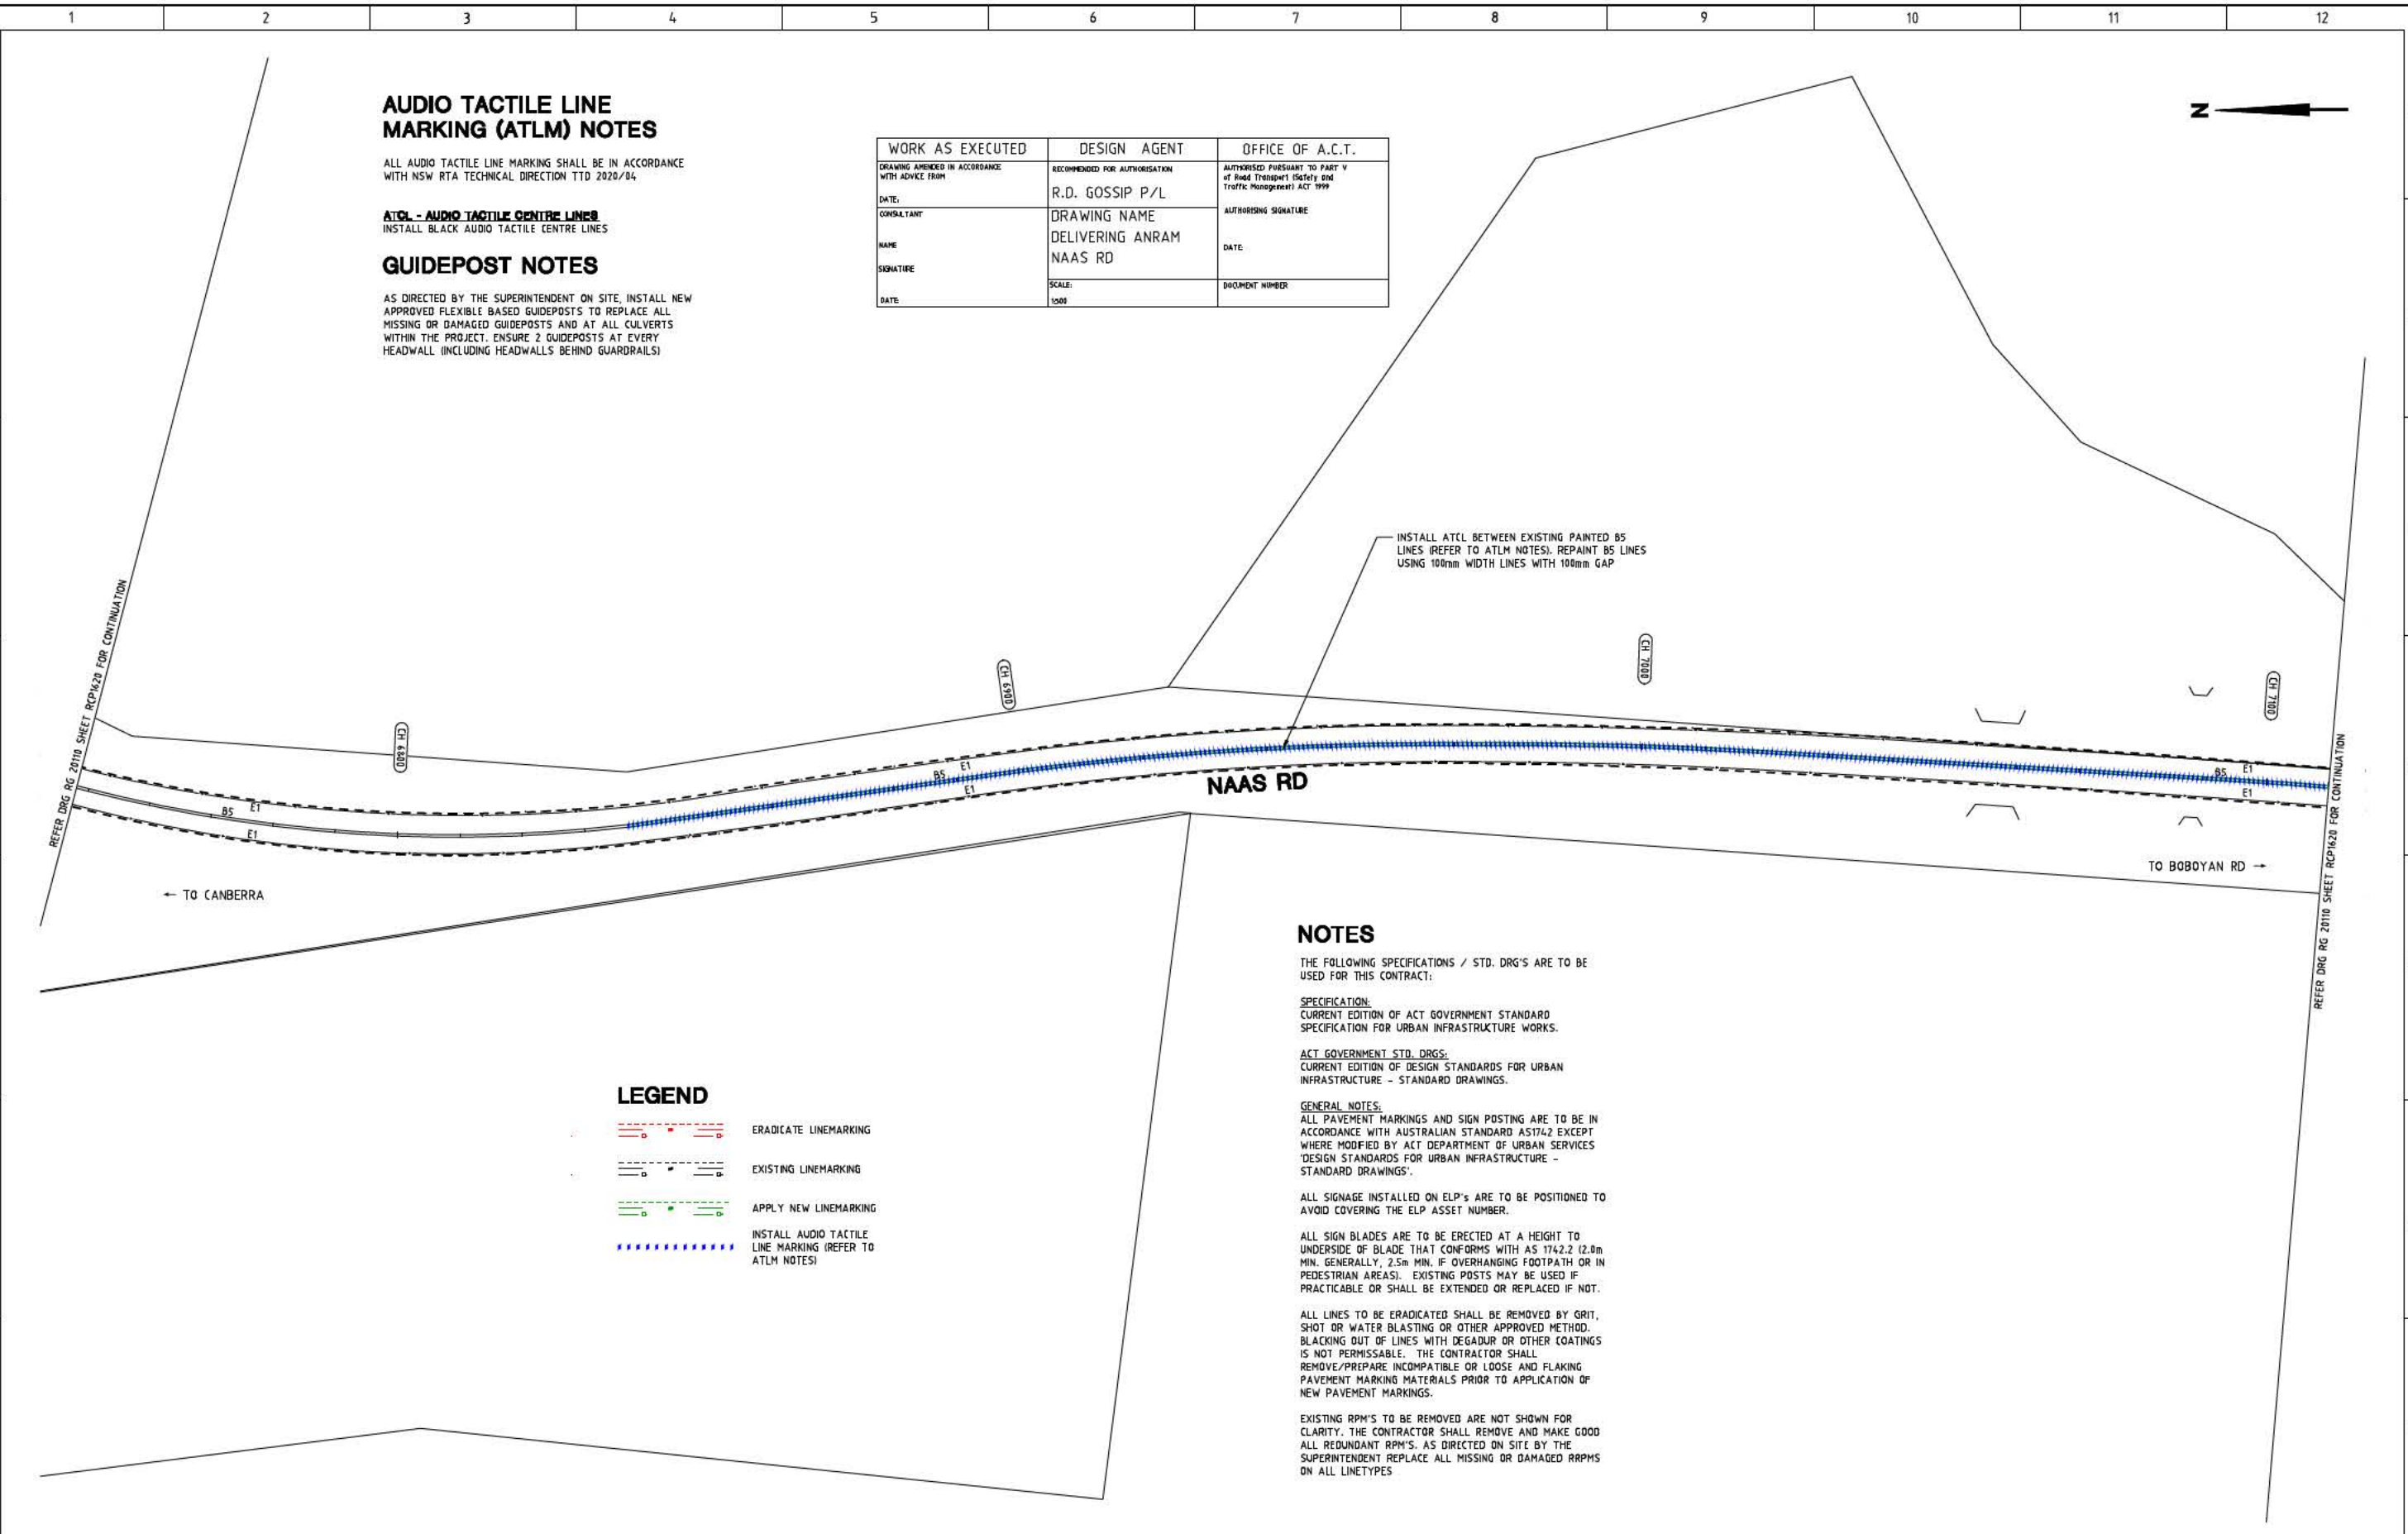 1 2 3 4 5 6 7 8 9 10 11 12
AUDIO TACTILE LINE
MARKING (ATLM) NOTES
ALL AUDIO TACTILE LINE MARKING SHALL BE IN ACCORDANCE
WITH NSW RTA TECHNICAL DIRECTION TTD 2020/04
ATCL - AUDIO TACTILE CENTRE LINES
INSTALL BLACK AUDIO TACTILE CENTRE LINES
GUIDEPOST NOTES
AS DIRECTED BY THE SUPERINTENDENT ON SITE, INSTALL NEW
APPROVED FLEXIBLE BASED GUIDEPOSTS TO REPLACE ALL
MISSING OR DAMAGED GUIDEPOSTS AND AT ALL CULVERTS
WITHIN THE PROJECT. ENSURE 2 GUIDEPOSTS AT EVERY
HEADWALL (INCLUDING HEADWALLS BEHIND GUARDRAILS)
WORK AS EXECUTED
DRAWING AMENDED IN ACCORDANCE
WITH ADVICE FROM
DATE:
CONSULTANT
NAME
SIGNATURE
DATE:
DESIGN AGENT
RECOMMENDED FOR AUTHORISATION
R.D. GOSSIP P/L
DRAWING NAME
DELIVERING ANRAM
NAAS RD
SCALE:
1:500
OFFICE OF A.C.T.
AUTHORISED PURSUANT TO PART V
of Road Transport (Safety and
Traffic Management) ACT 1999
AUTHORISING SIGNATURE
DATE:
DOCUMENT NUMBER
N
INSTALL ATCL BETWEEN EXISTING PAINTED B5
LINES (REFER TO ATLM NOTES). REPAINT B5 LINES
USING 100mm WIDTH LINES WITH 100mm GAP
REFER DRG RG 20110 SHEET RCP1620 FOR CONTINUATION
CH 6800
CH 6900
CH 7000
CH 7100
E1
B5
E1
E1
B5
E1
NAAS RD
E1
B5
E1
← TO CANBERRA
TO BOBOYAN RD →
REFER DRG RG 20110 SHEET RCP1620 FOR CONTINUATION
LEGEND
ERADICATE LINEMARKING
EXISTING LINEMARKING
APPLY NEW LINEMARKING
INSTALL AUDIO TACTILE
LINE MARKING (REFER TO
ATLM NOTES)
NOTES
THE FOLLOWING SPECIFICATIONS / STD. DRG'S ARE TO BE
USED FOR THIS CONTRACT:
SPECIFICATION:
CURRENT EDITION OF ACT GOVERNMENT STANDARD
SPECIFICATION FOR URBAN INFRASTRUCTURE WORKS.
ACT GOVERNMENT STD. DRGS:
CURRENT EDITION OF DESIGN STANDARDS FOR URBAN
INFRASTRUCTURE - STANDARD DRAWINGS.
GENERAL NOTES:
ALL PAVEMENT MARKINGS AND SIGN POSTING ARE TO BE IN
ACCORDANCE WITH AUSTRALIAN STANDARD AS1742 EXCEPT
WHERE MODIFIED BY ACT DEPARTMENT OF URBAN SERVICES
'DESIGN STANDARDS FOR URBAN INFRASTRUCTURE -
STANDARD DRAWINGS'.
ALL SIGNAGE INSTALLED ON ELP's ARE TO BE POSITIONED TO
AVOID COVERING THE ELP ASSET NUMBER.
ALL SIGN BLADES ARE TO BE ERECTED AT A HEIGHT TO
UNDERSIDE OF BLADE THAT CONFORMS WITH AS 1742.2 (2.0m
MIN. GENERALLY, 2.5m MIN. IF OVERHANGING FOOTPATH OR IN
PEDESTRIAN AREAS). EXISTING POSTS MAY BE USED IF
PRACTICABLE OR SHALL BE EXTENDED OR REPLACED IF NOT.
ALL LINES TO BE ERADICATED SHALL BE REMOVED BY GRIT,
SHOT OR WATER BLASTING OR OTHER APPROVED METHOD.
BLACKING OUT OF LINES WITH DEGADUR OR OTHER COATINGS
IS NOT PERMISSABLE. THE CONTRACTOR SHALL
REMOVE/PREPARE INCOMPATIBLE OR LOOSE AND FLAKING
PAVEMENT MARKING MATERIALS PRIOR TO APPLICATION OF
NEW PAVEMENT MARKINGS.
EXISTING RPM'S TO BE REMOVED ARE NOT SHOWN FOR
CLARITY. THE CONTRACTOR SHALL REMOVE AND MAKE GOOD
ALL REDUNDANT RPM'S. AS DIRECTED ON SITE BY THE
SUPERINTENDENT REPLACE ALL MISSING OR DAMAGED RRPMS
ON ALL LINETYPES